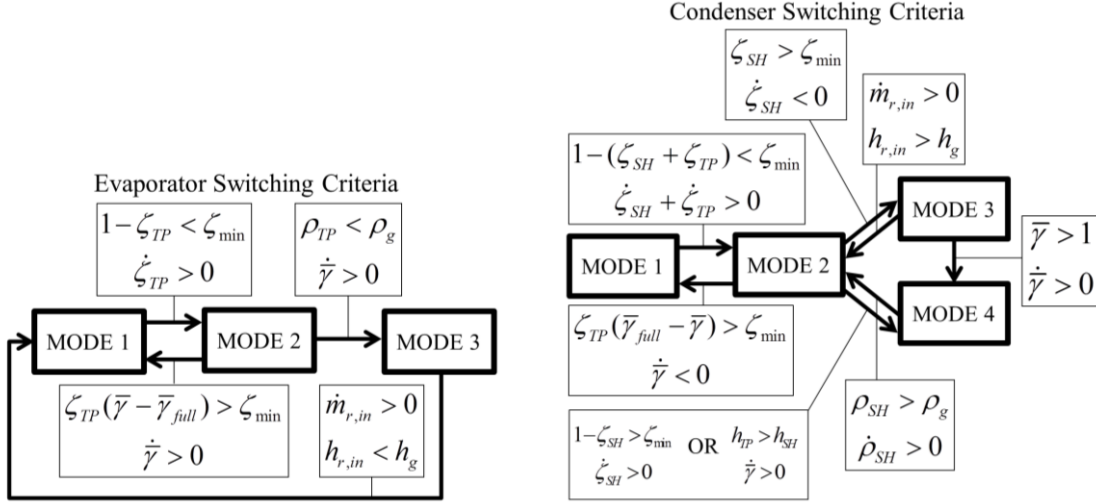 Evaporator Switching Criteria
1−ζ_TP < ζ_min
ζ̇_TP > 0
ρ_TP < ρ_g
γ̄̇ > 0
MODE 1
MODE 2
MODE 3
ζ_TP(γ̄ − γ̄_full) > ζ_min
γ̄̇ > 0
ṁ_r,in > 0
h_r,in < h_g
Condenser Switching Criteria
ζ_SH > ζ_min
ζ̇_SH < 0
ṁ_r,in > 0
h_r,in > h_g
1−(ζ_SH + ζ_TP) < ζ_min
ζ̇_SH + ζ̇_TP > 0
MODE 1
MODE 2
MODE 3
MODE 4
γ̄ > 1
γ̄̇ > 0
ζ_TP(γ̄_full − γ̄) > ζ_min
γ̄̇ < 0
1−ζ_SH > ζ_min OR h_TP > h_SH
ζ̇_SH > 0 γ̄̇ > 0
ρ_SH > ρ_g
ρ̇_SH > 0